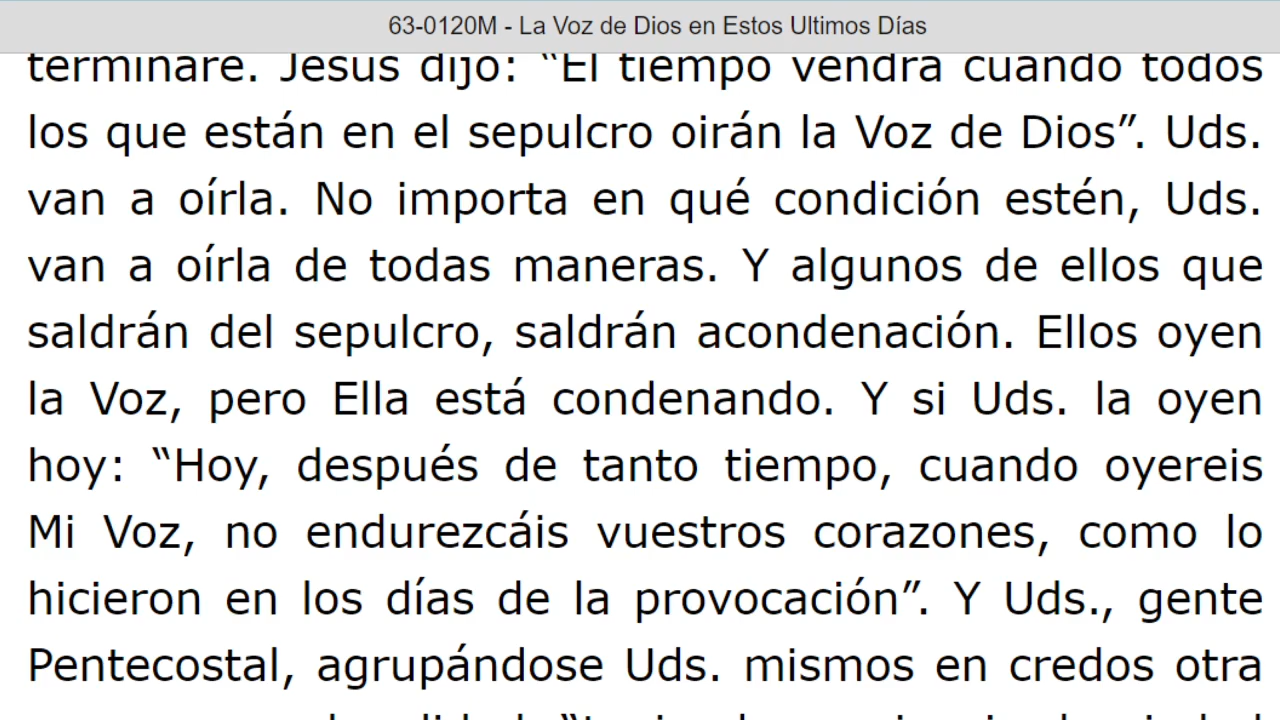 63-0120M - La Voz de Dios en Estos Ultimos Días
terminaré. Jesús dijo: “El tiempo vendrá cuando todos
los que están en el sepulcro oirán la Voz de Dios”. Uds.
van a oírla. No importa en qué condición estén, Uds.
van a oírla de todas maneras. Y algunos de ellos que
saldrán del sepulcro, saldrán acondenación. Ellos oyen
la Voz, pero Ella está condenando. Y si Uds. la oyen
hoy: “Hoy, después de tanto tiempo, cuando oyereis
Mi Voz, no endurezcáis vuestros corazones, como lo
hicieron en los días de la provocación”. Y Uds., gente
Pentecostal, agrupándose Uds. mismos en credos otra